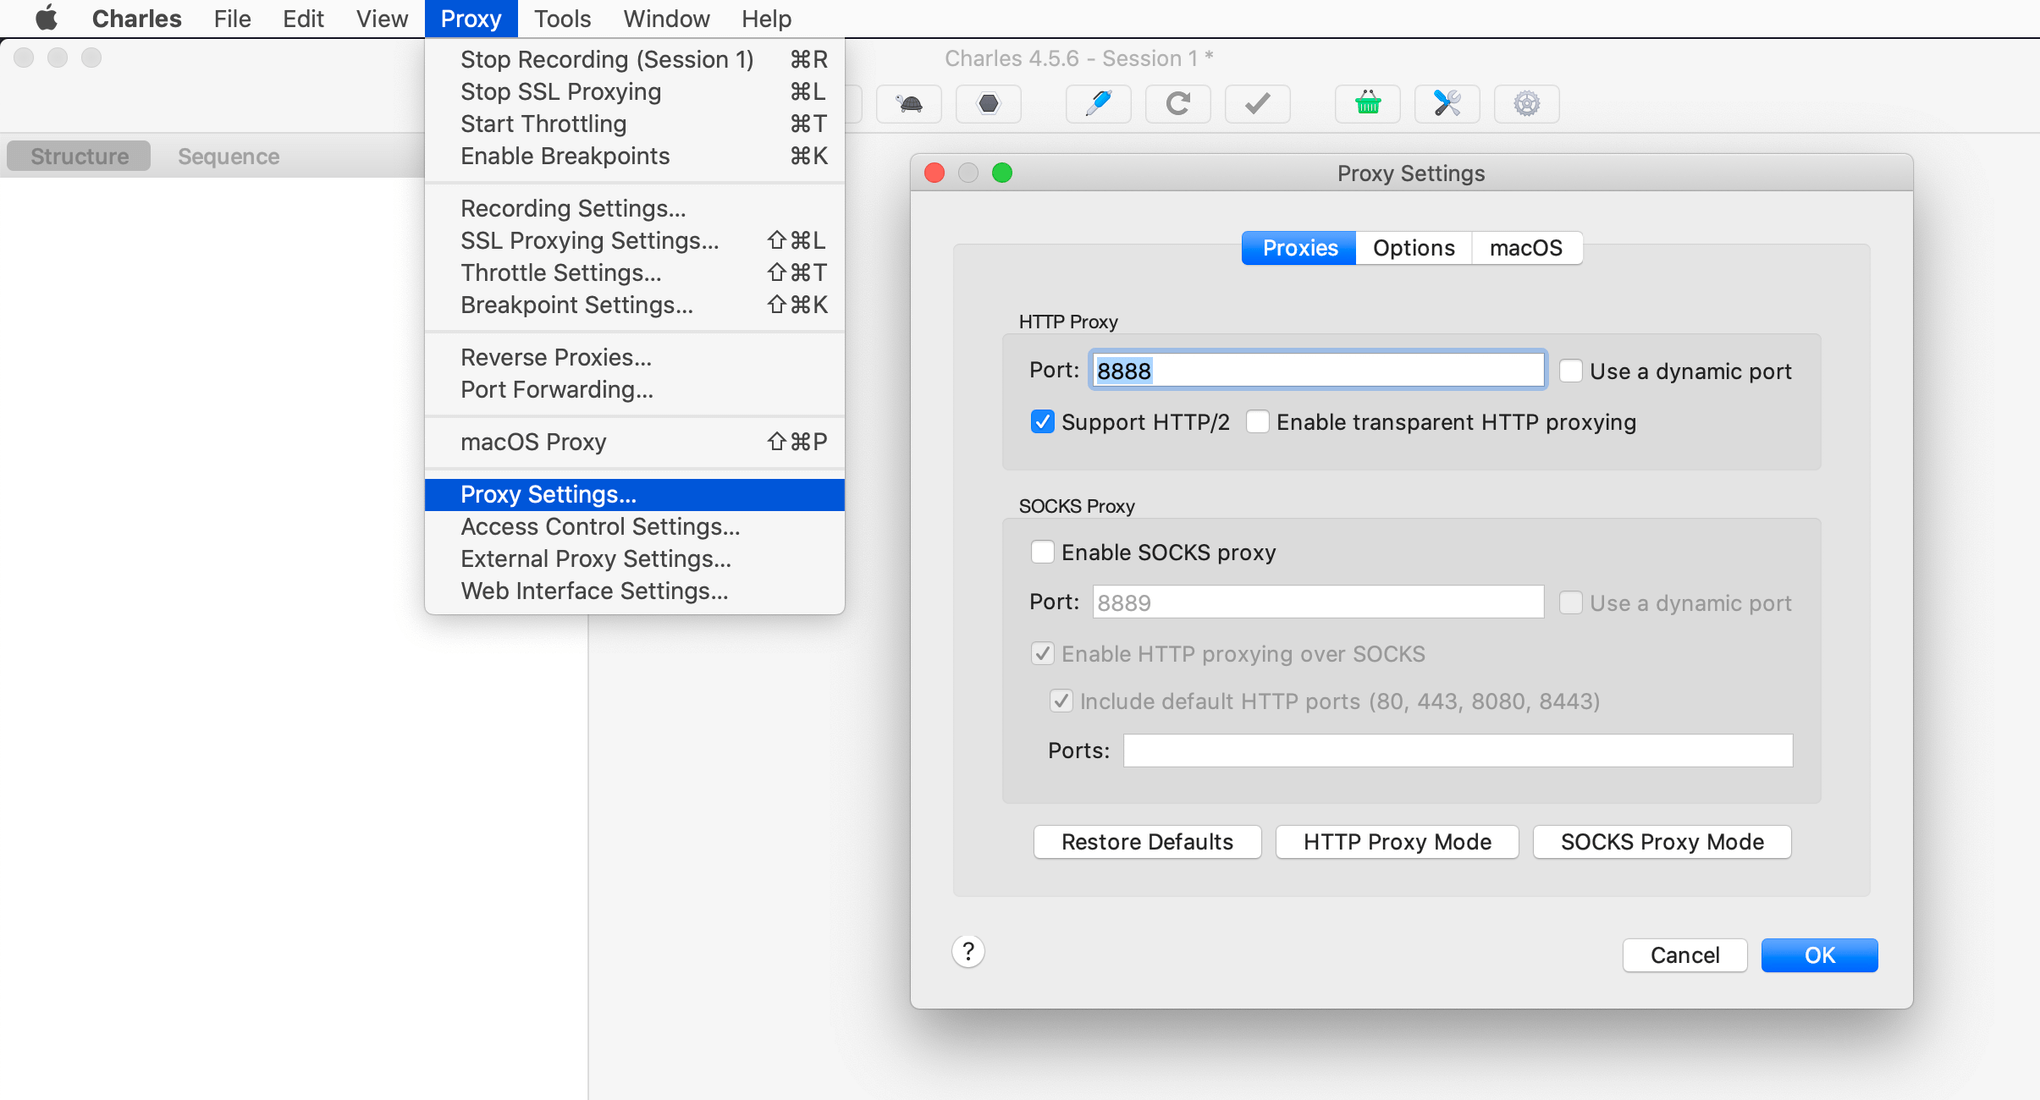 Charles File Edit View Proxy Tools Window Help
Charles 4.5.6 - Session 1 *
Structure Sequence
Stop Recording (Session 1) ⌘R
Stop SSL Proxying ⌘L
Start Throttling ⌘T
Enable Breakpoints ⌘K
Recording Settings...
SSL Proxying Settings... ⇧⌘L
Throttle Settings... ⇧⌘T
Breakpoint Settings... ⇧⌘K
Reverse Proxies...
Port Forwarding...
macOS Proxy ⇧⌘P
Proxy Settings...
Access Control Settings...
External Proxy Settings...
Web Interface Settings...
Proxy Settings
Proxies Options macOS
HTTP Proxy
Port: 8888 Use a dynamic port
Support HTTP/2 Enable transparent HTTP proxying
SOCKS Proxy
Enable SOCKS proxy
Port: 8889 Use a dynamic port
Enable HTTP proxying over SOCKS
Include default HTTP ports (80, 443, 8080, 8443)
Ports:
Restore Defaults HTTP Proxy Mode SOCKS Proxy Mode
? Cancel OK